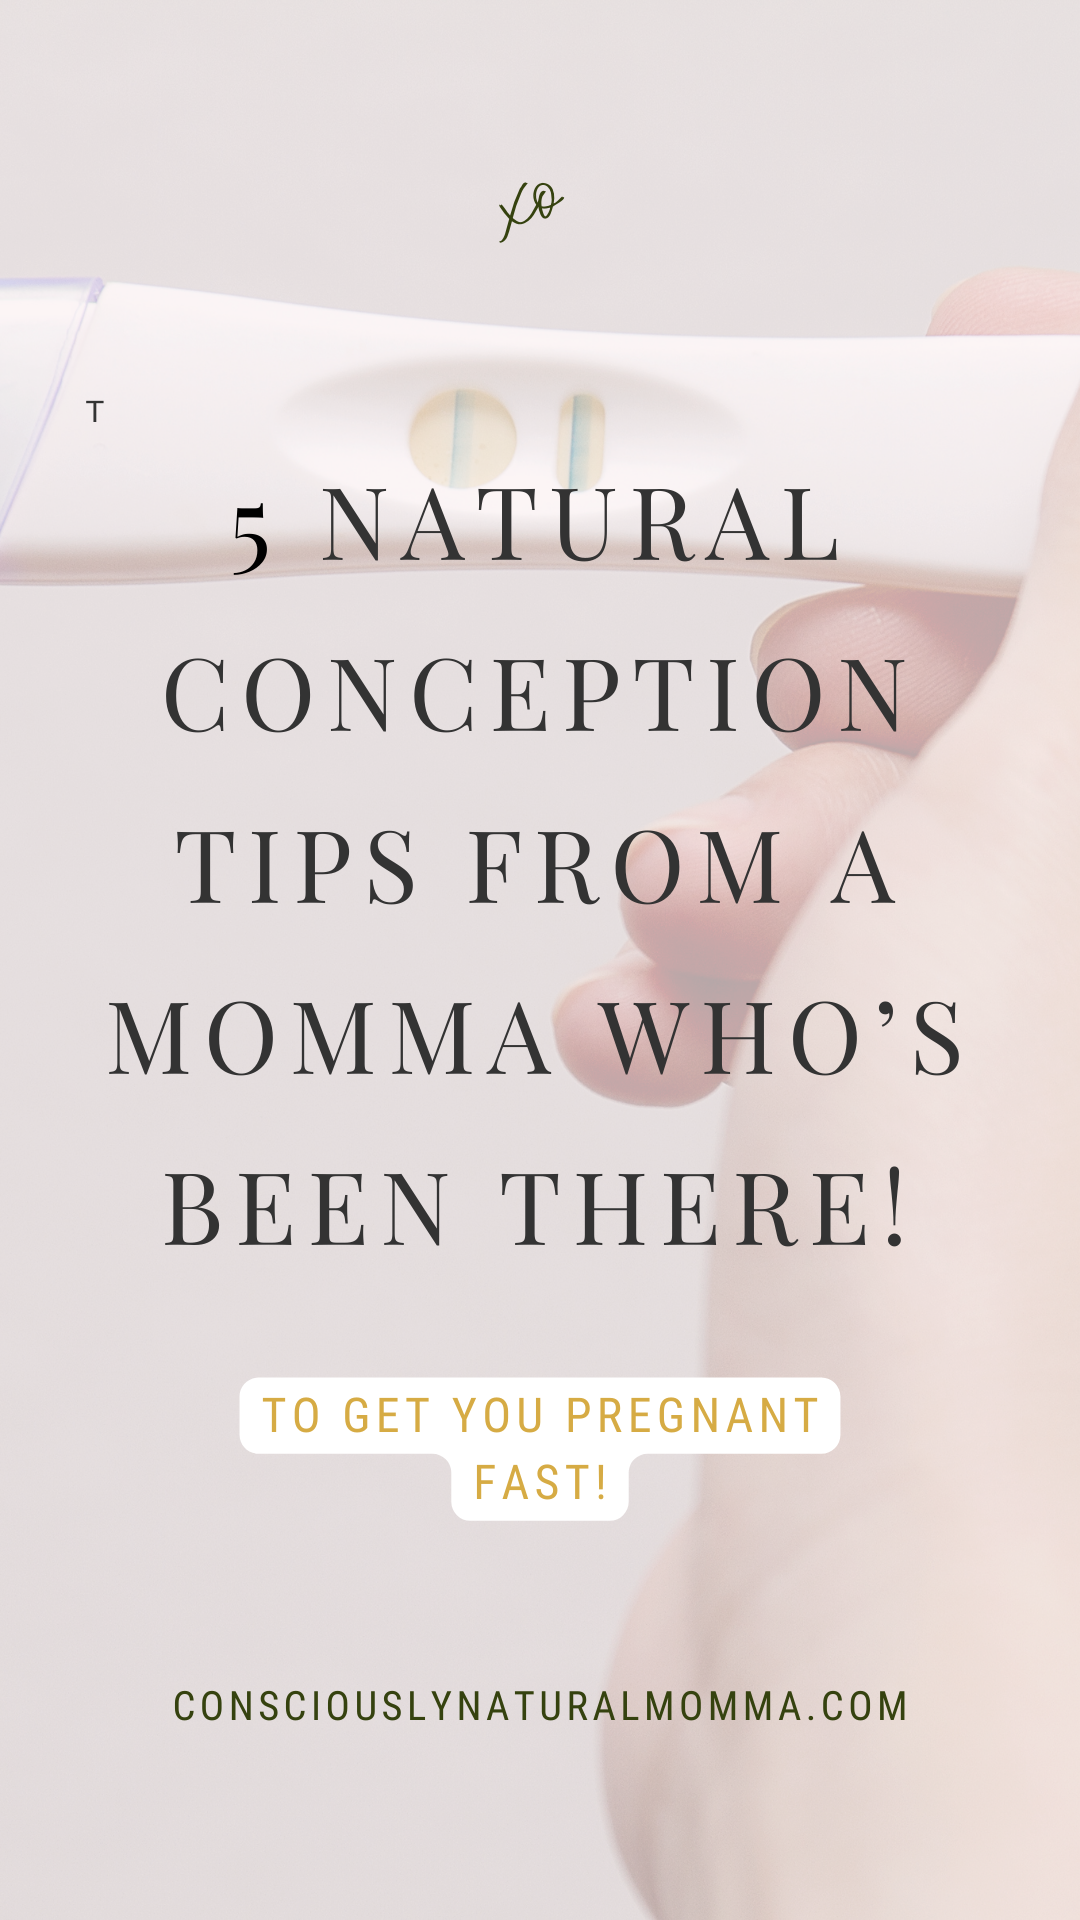 xo
T
5 NATURAL
CONCEPTION
TIPS FROM A
MOMMA WHO’S
BEEN THERE!
TO GET YOU PREGNANT
FAST!
CONSCIOUSLYNATURALMOMMA.COM